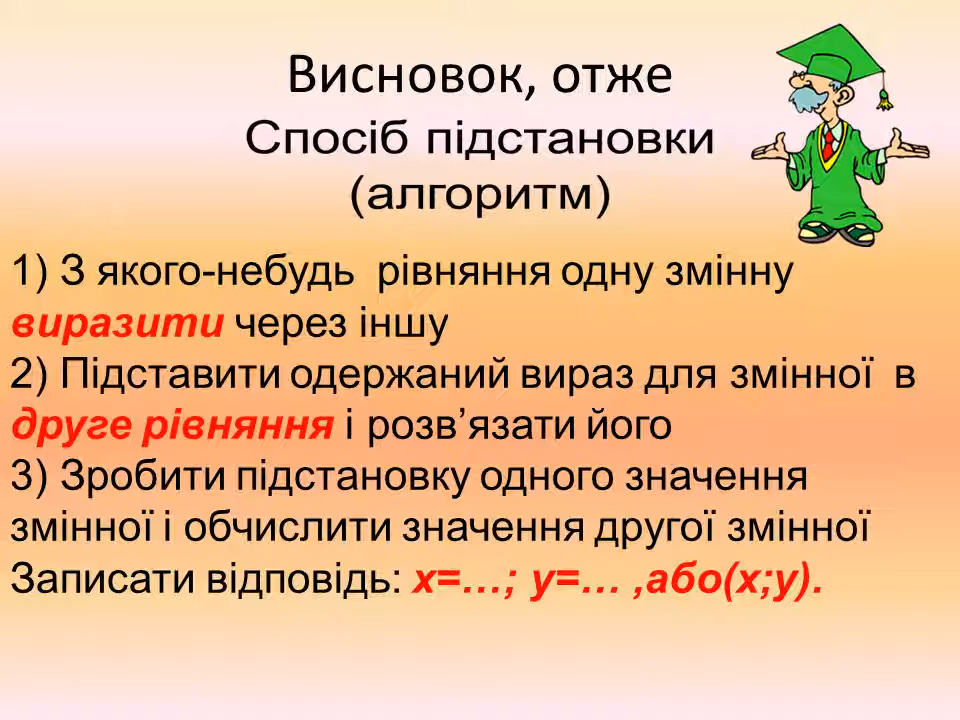 Висновок, отже
Спосіб підстановки
(алгоритм)
1) З якого-небудь  рівняння одну змінну
виразити через іншу
2) Підставити одержаний вираз для змінної  в
друге рівняння і розв’язати його
3) Зробити підстановку одного значення
змінної і обчислити значення другої змінної
Записати відповідь: х=…; у=… ,або(х;у).